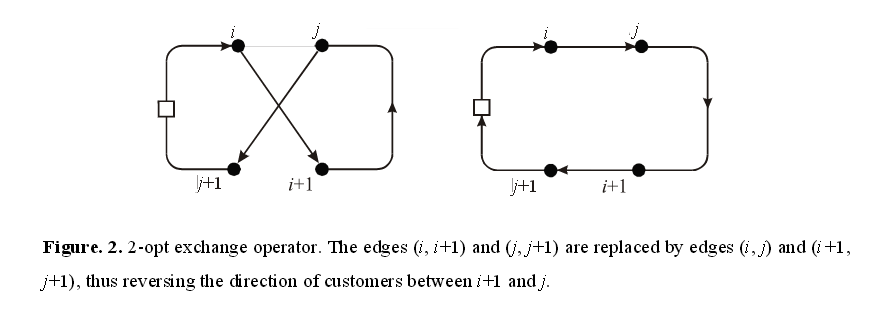 i
j
i
j
j+1
i+1
j+1
i+1
Figure. 2. 2-opt exchange operator. The edges (i, i+1) and (j, j+1) are replaced by edges (i, j) and (i+1,
j+1), thus reversing the direction of customers between i+1 and j.